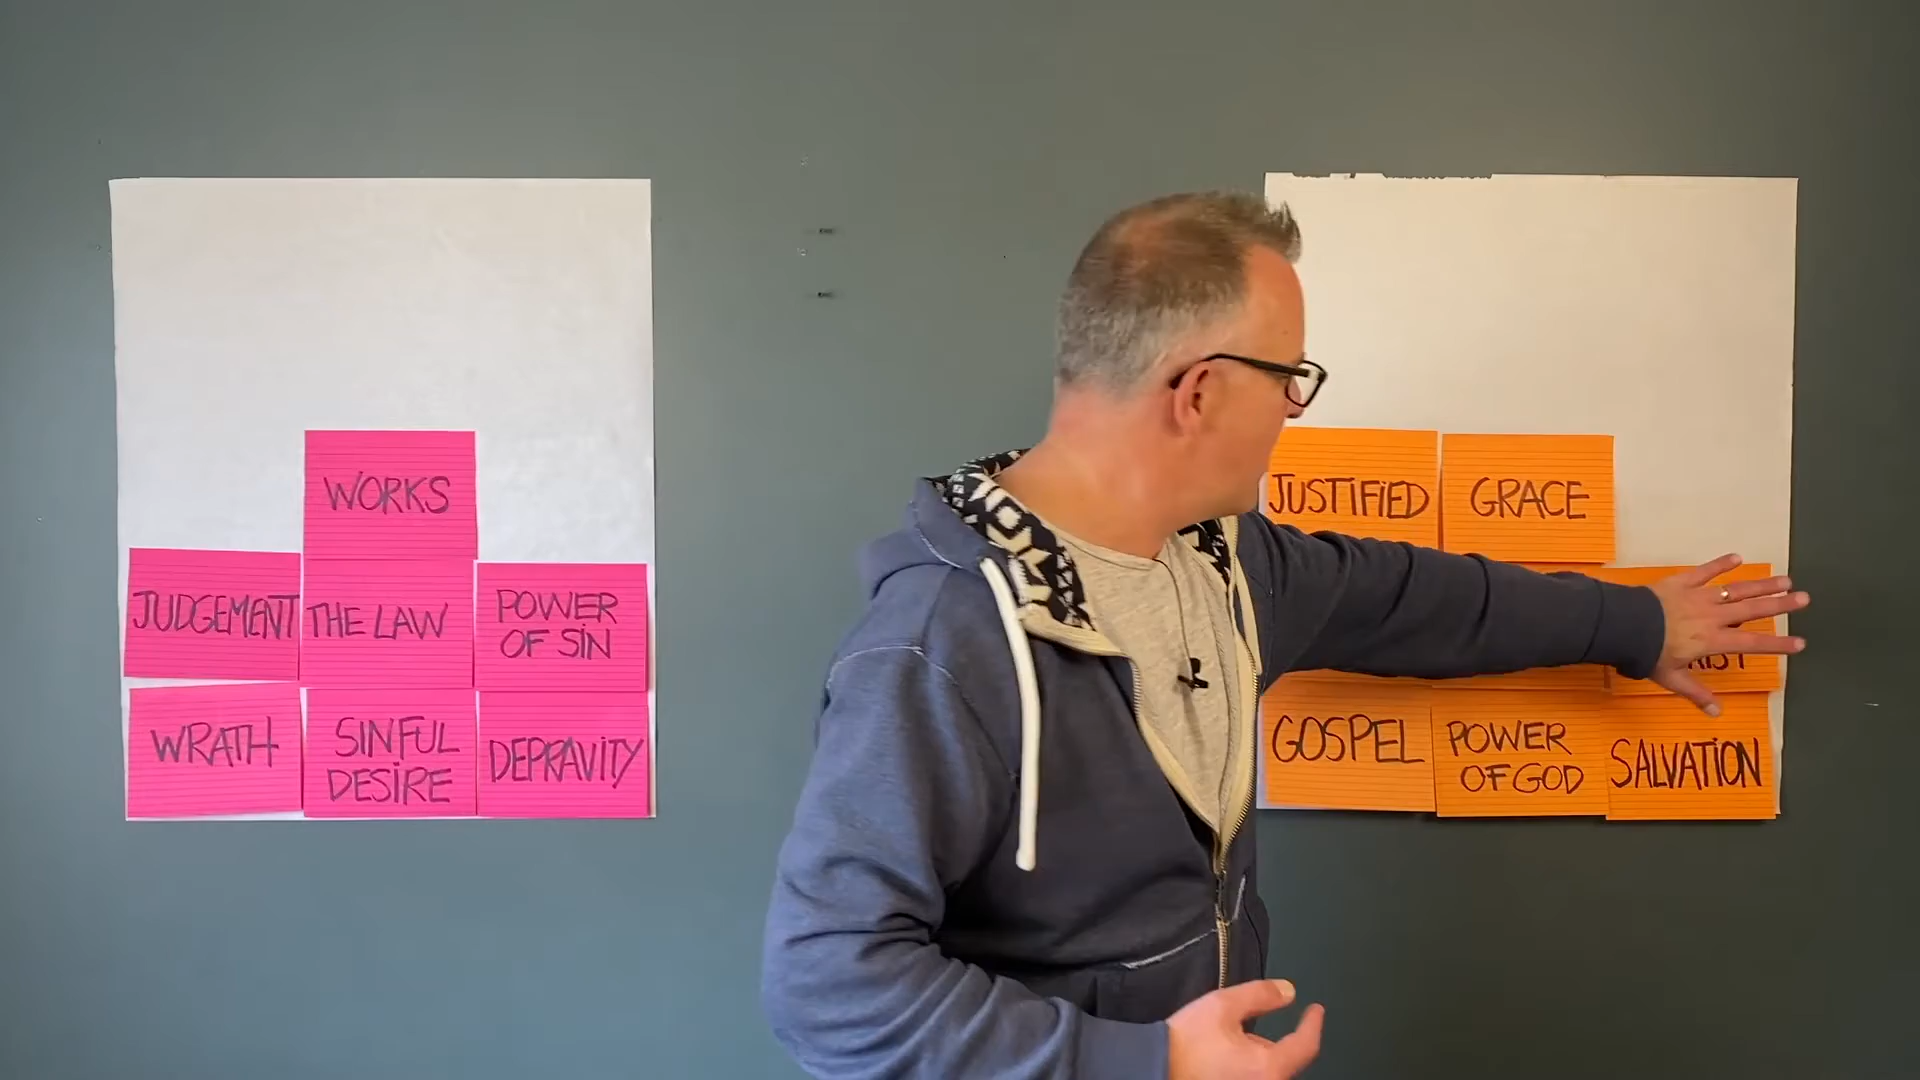 WORKS
JUDGEMENT
THE LAW
POWER
OF SIN
WRATH
SINFUL
DESIRE
DEPRAVITY
JUSTIFIED
GRACE
GOSPEL
POWER
OF GOD
SALVATION